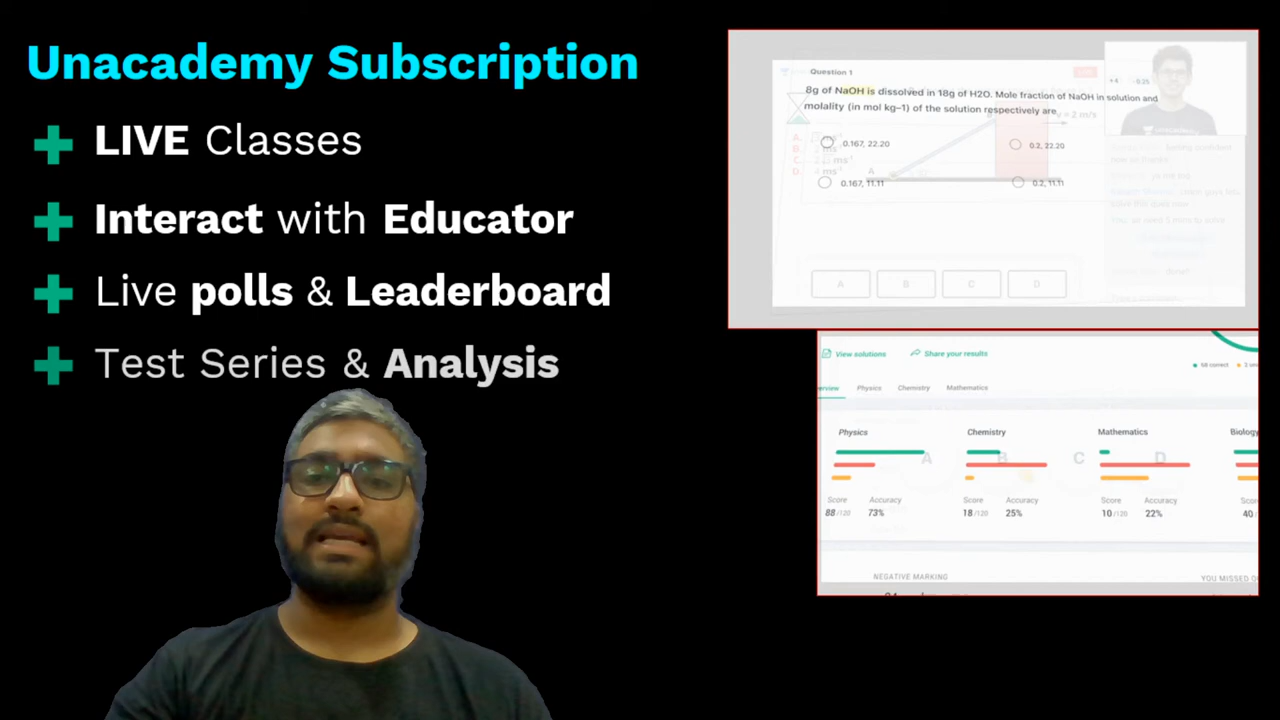 Unacademy Subscription
LIVE Classes
Interact with Educator
Live polls & Leaderboard
Test Series & Analysis
Question 1
8g of NaOH is dissolved in 18g of H2O. Mole fraction of NaOH in solution and
molality (in mol kg–1) of the solution respectively are
= 2 m/s
0.167, 22.20
0.2, 22.20
0.167, 11.11
0.2, 11.11
A B C D
View solutions Share your results
68 correct
Physics Chemistry Mathematics
Physics Chemistry Mathematics Biology
A B C D
Score Accuracy Score Accuracy Score Accuracy Score
88 /120 73% 18 /120 25% 10 /120 22% 40
NEGATIVE MARKING YOU MISSED